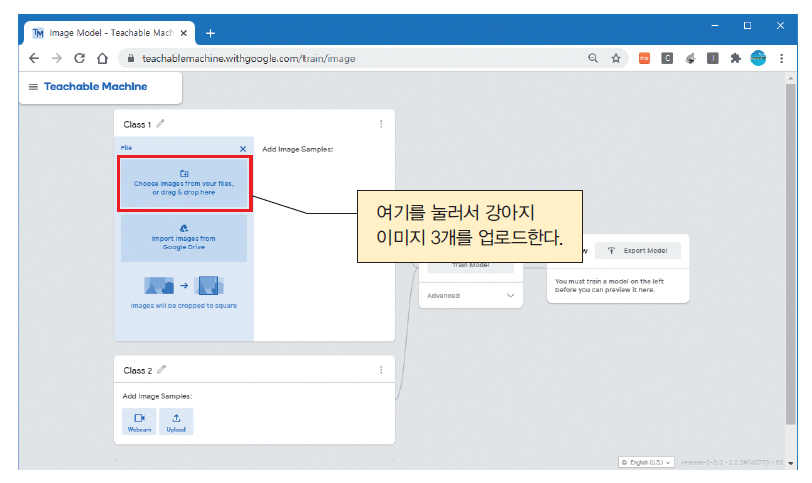 Image Model - Teachable Mach
teachablemachine.withgoogle.com/train/image
Teachable Machine
Class 1
File
Add Image Samples:
Choose images from your files,
or drag & drop here
여기를 눌러서 강아지
이미지 3개를 업로드한다.
Import images from
Google Drive
Export Model
Train Model
You must train a model on the left
before you can preview it here.
Advanced
Images will be cropped to square
Class 2
Add Image Samples:
Webcam
Upload
English (U.S.)